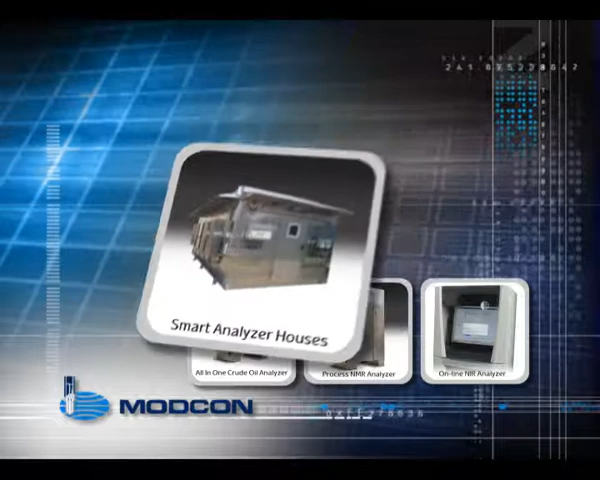 Smart Analyzer Houses
All In One Crude Oil Analyzer
Process NMR Analyzer
On-line NIR Analyzer
MODCON